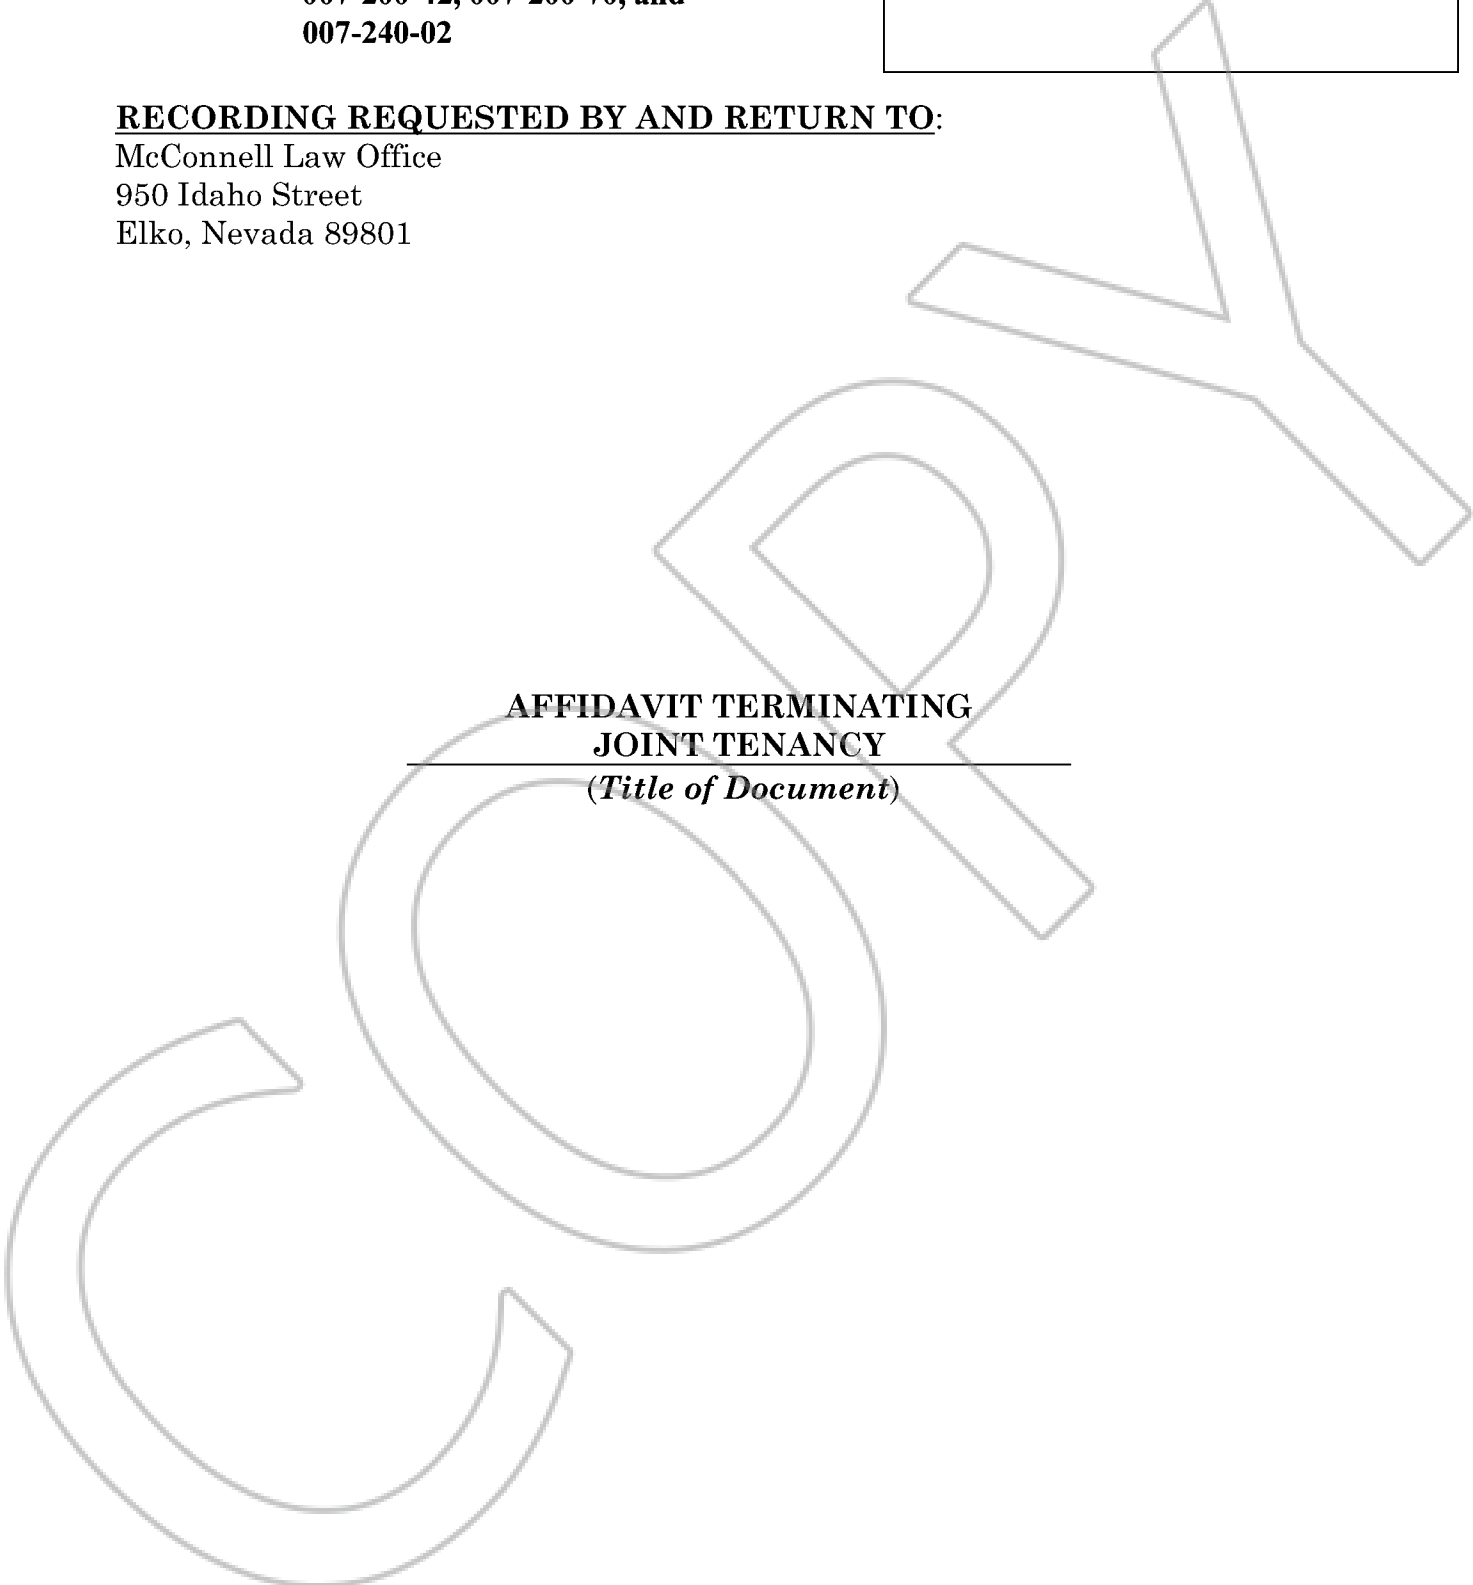 007-240-02
RECORDING REQUESTED BY AND RETURN TO:
McConnell Law Office
950 Idaho Street
Elko, Nevada 89801
AFFIDAVIT TERMINATING
JOINT TENANCY
(Title of Document)
COPY